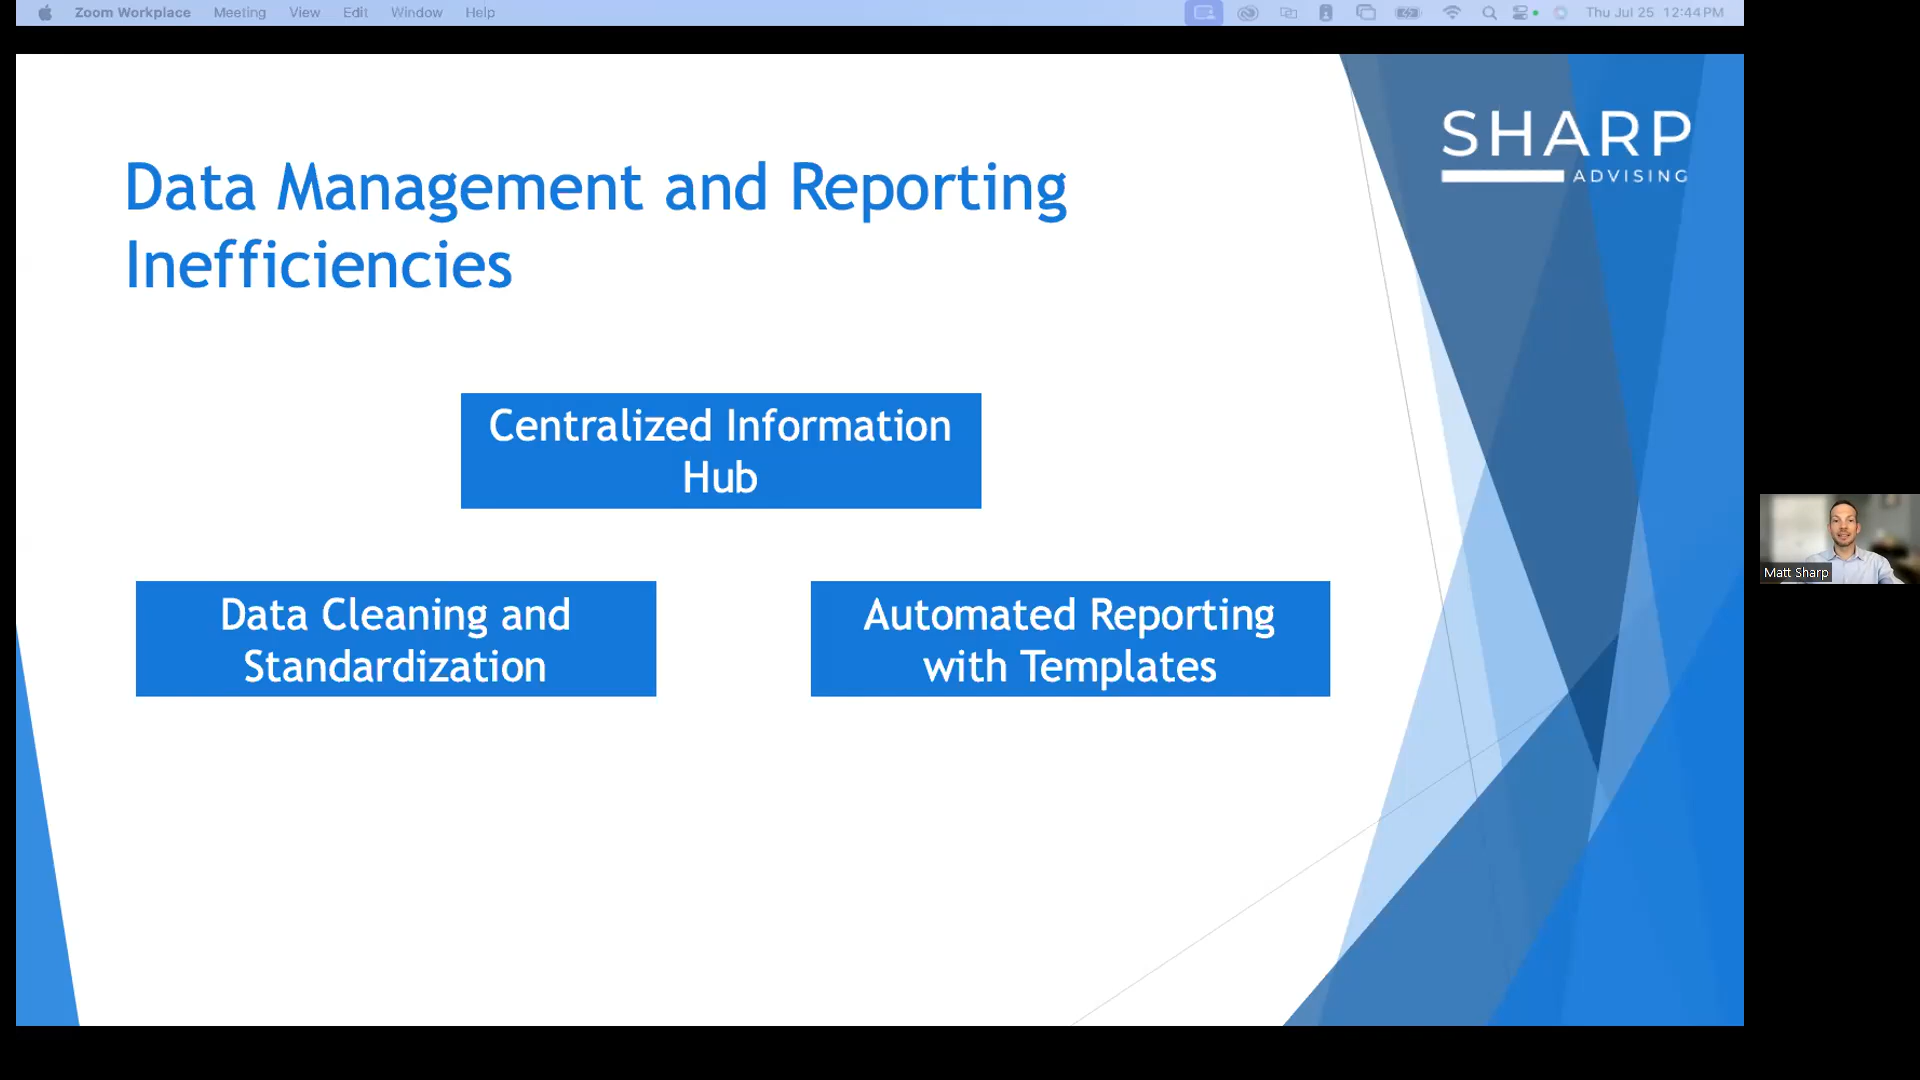 Zoom Workplace Meeting View Edit Window Help Thu Jul 25 12:44 PM
SHARP
ADVISING
Data Management and Reporting
Inefficiencies
Centralized Information
Hub
Data Cleaning and
Standardization
Automated Reporting
with Templates
Matt Sharp